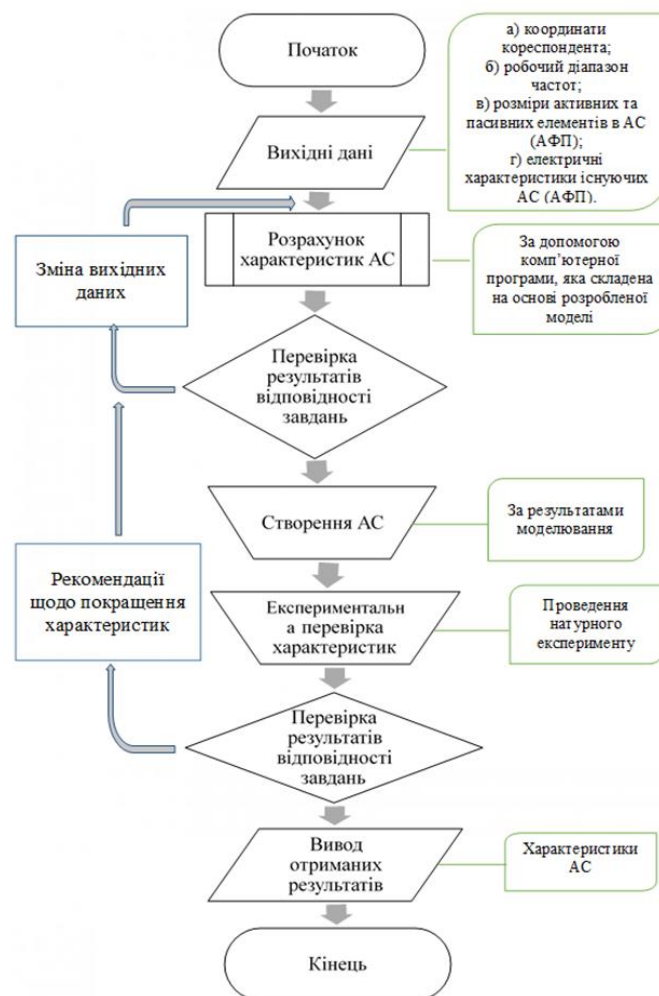 Початок
а) координати
кореспондента;
б) робочий діапазон
частот;
в) розміри активних та
пасивних елементів в АС
(АФП);
г) електричні
характеристики існуючих
АС (АФП).
Вихідні дані
Зміна вихідних
даних
Розрахунок
характеристик АС
За допомогою
комп’ютерної
програми, яка складена
на основі розробленої
моделі
Перевірка
результатів
відповідності
завдань
Створення АС
За результатами
моделювання
Рекомендації
щодо покращення
характеристик
Експериментальн
а перевірка
характеристик
Проведення
натурного
експерименту
Перевірка
результатів
відповідності
завдань
Вивод
отриманих
результатів
Характеристики
АС
Кінець